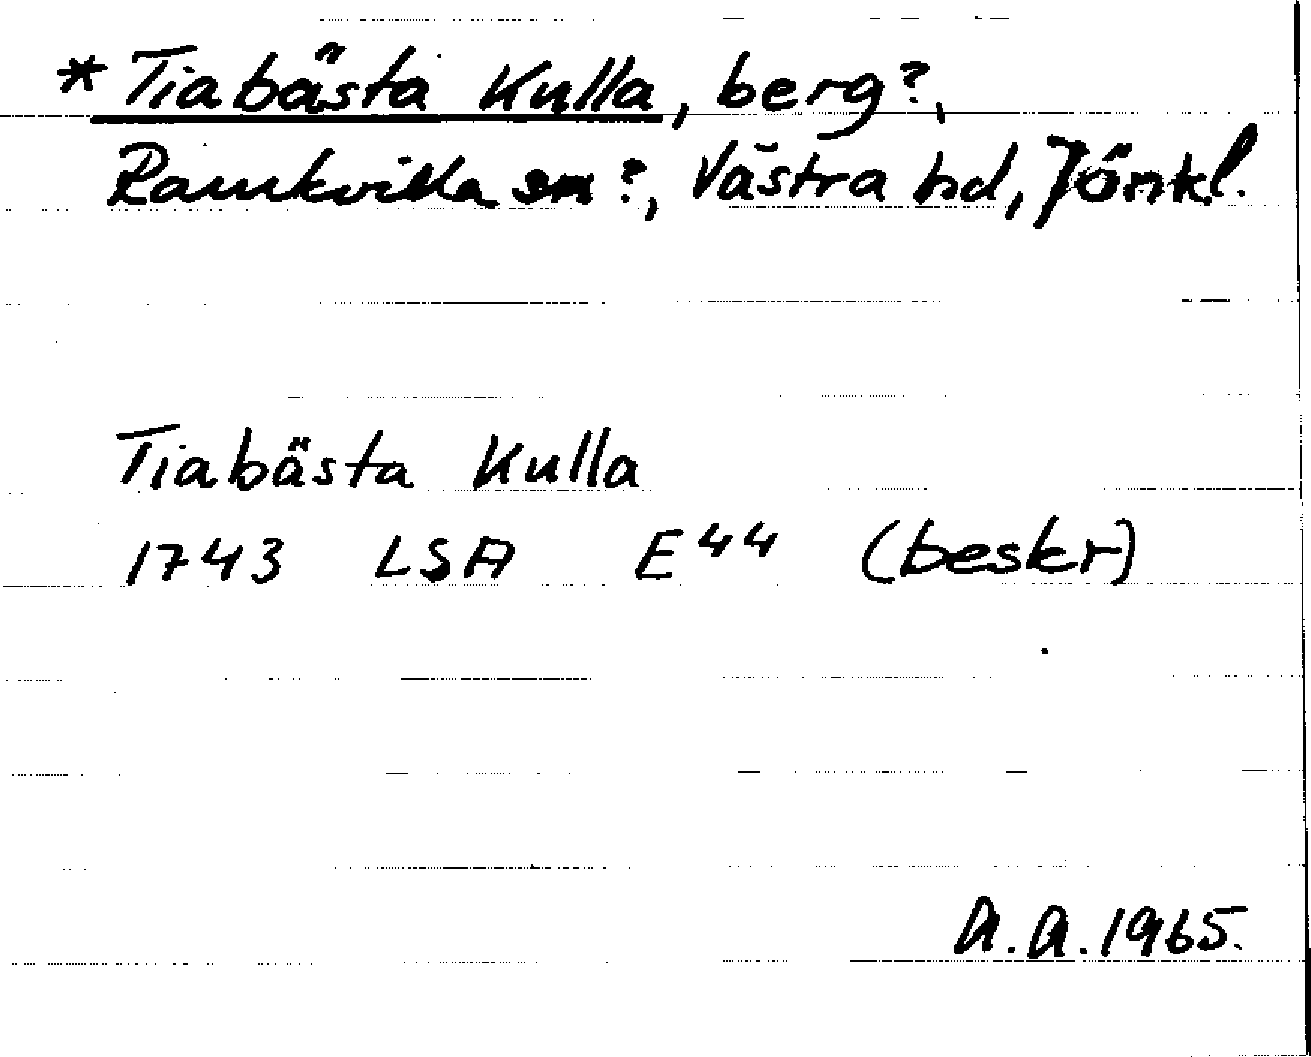 * Tiabästa Kulla, berg?,
Ramkvilla sn?, Västra hd, Jönkl.
Tiabästa Kulla
1743 LSA E44 (beskr)
A.A. 1965.